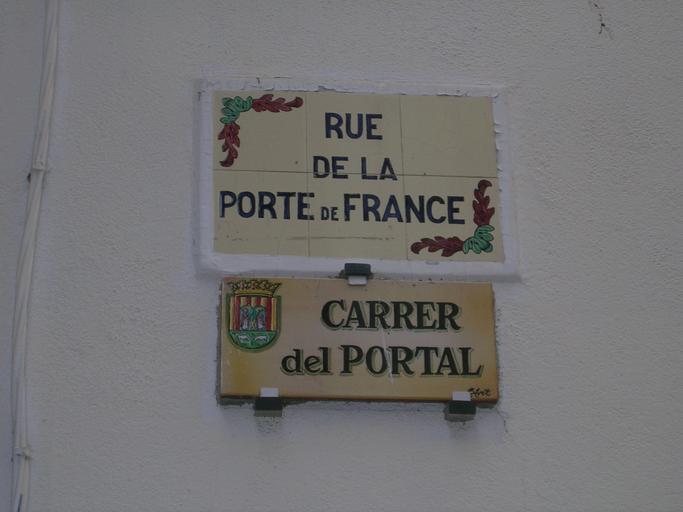 RUE
DE LA
PORTE DE FRANCE
CARRER
del PORTAL